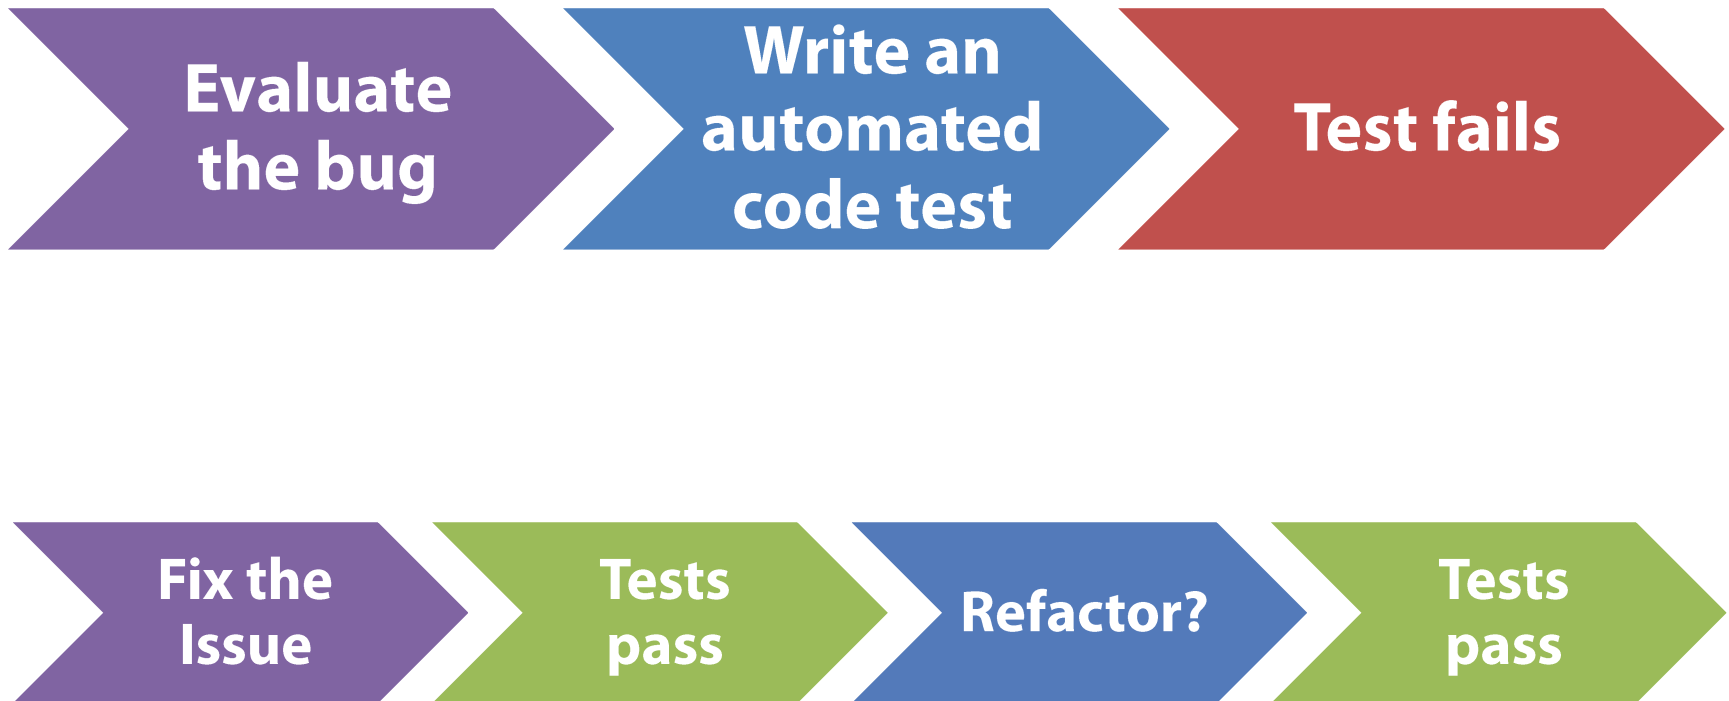 Evaluate
the bug
Write an
automated
code test
Test fails
Fix the
Issue
Tests
pass
Refactor?
Tests
pass